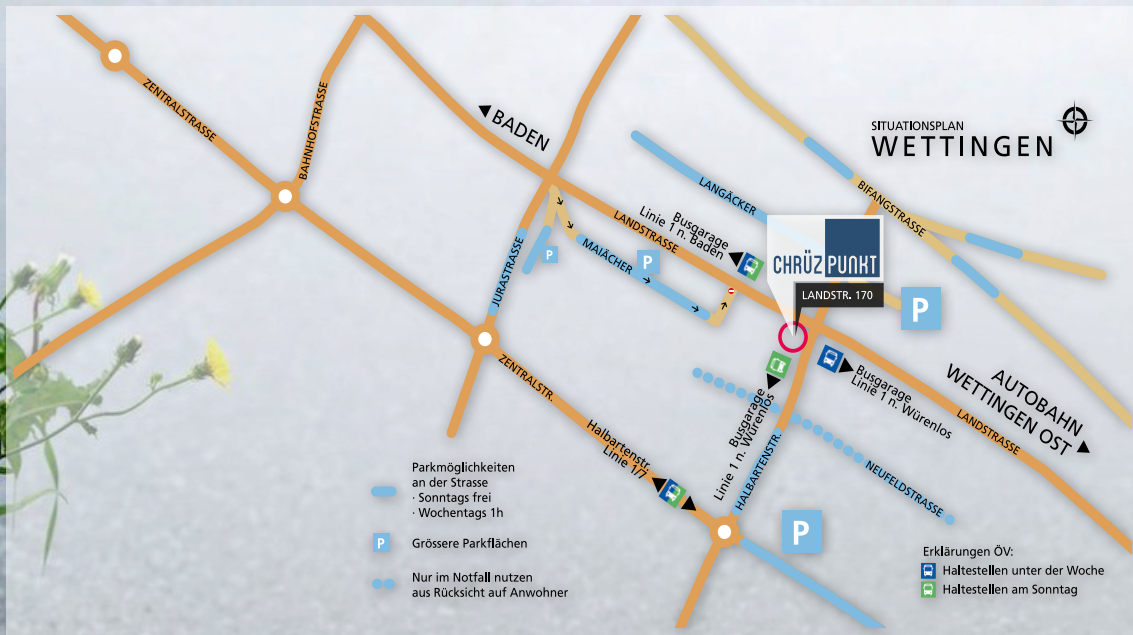 SITUATIONSPLAN
WETTINGEN
ZENTRALSTRASSE
BAHNHOFSTRASSE
BADEN
LANGÄCKER
BIFANGSTRASSE
LANDSTRASSE
Busgarage
Linie 1 n. Baden
CHRÜZ PUNKT
LANDSTR. 170
JURASTRASSE
P
MAIÄCHER
P
P
ZENTRALSTR.
Busgarage
Linie 1 n. Würenlos
Busgarage
Linie 1 n. Würenlos
AUTOBAHN
WETTINGEN OST
LANDSTRASSE
Halbartenstr.
Linie 1/7
HALBARTENSTR.
NEUFELDSTRASSE
P
Parkmöglichkeiten
an der Strasse
· Sonntags frei
· Wochentags 1h
P Grössere Parkflächen
Nur im Notfall nutzen
aus Rücksicht auf Anwohner
Erklärungen ÖV:
Haltestellen unter der Woche
Haltestellen am Sonntag